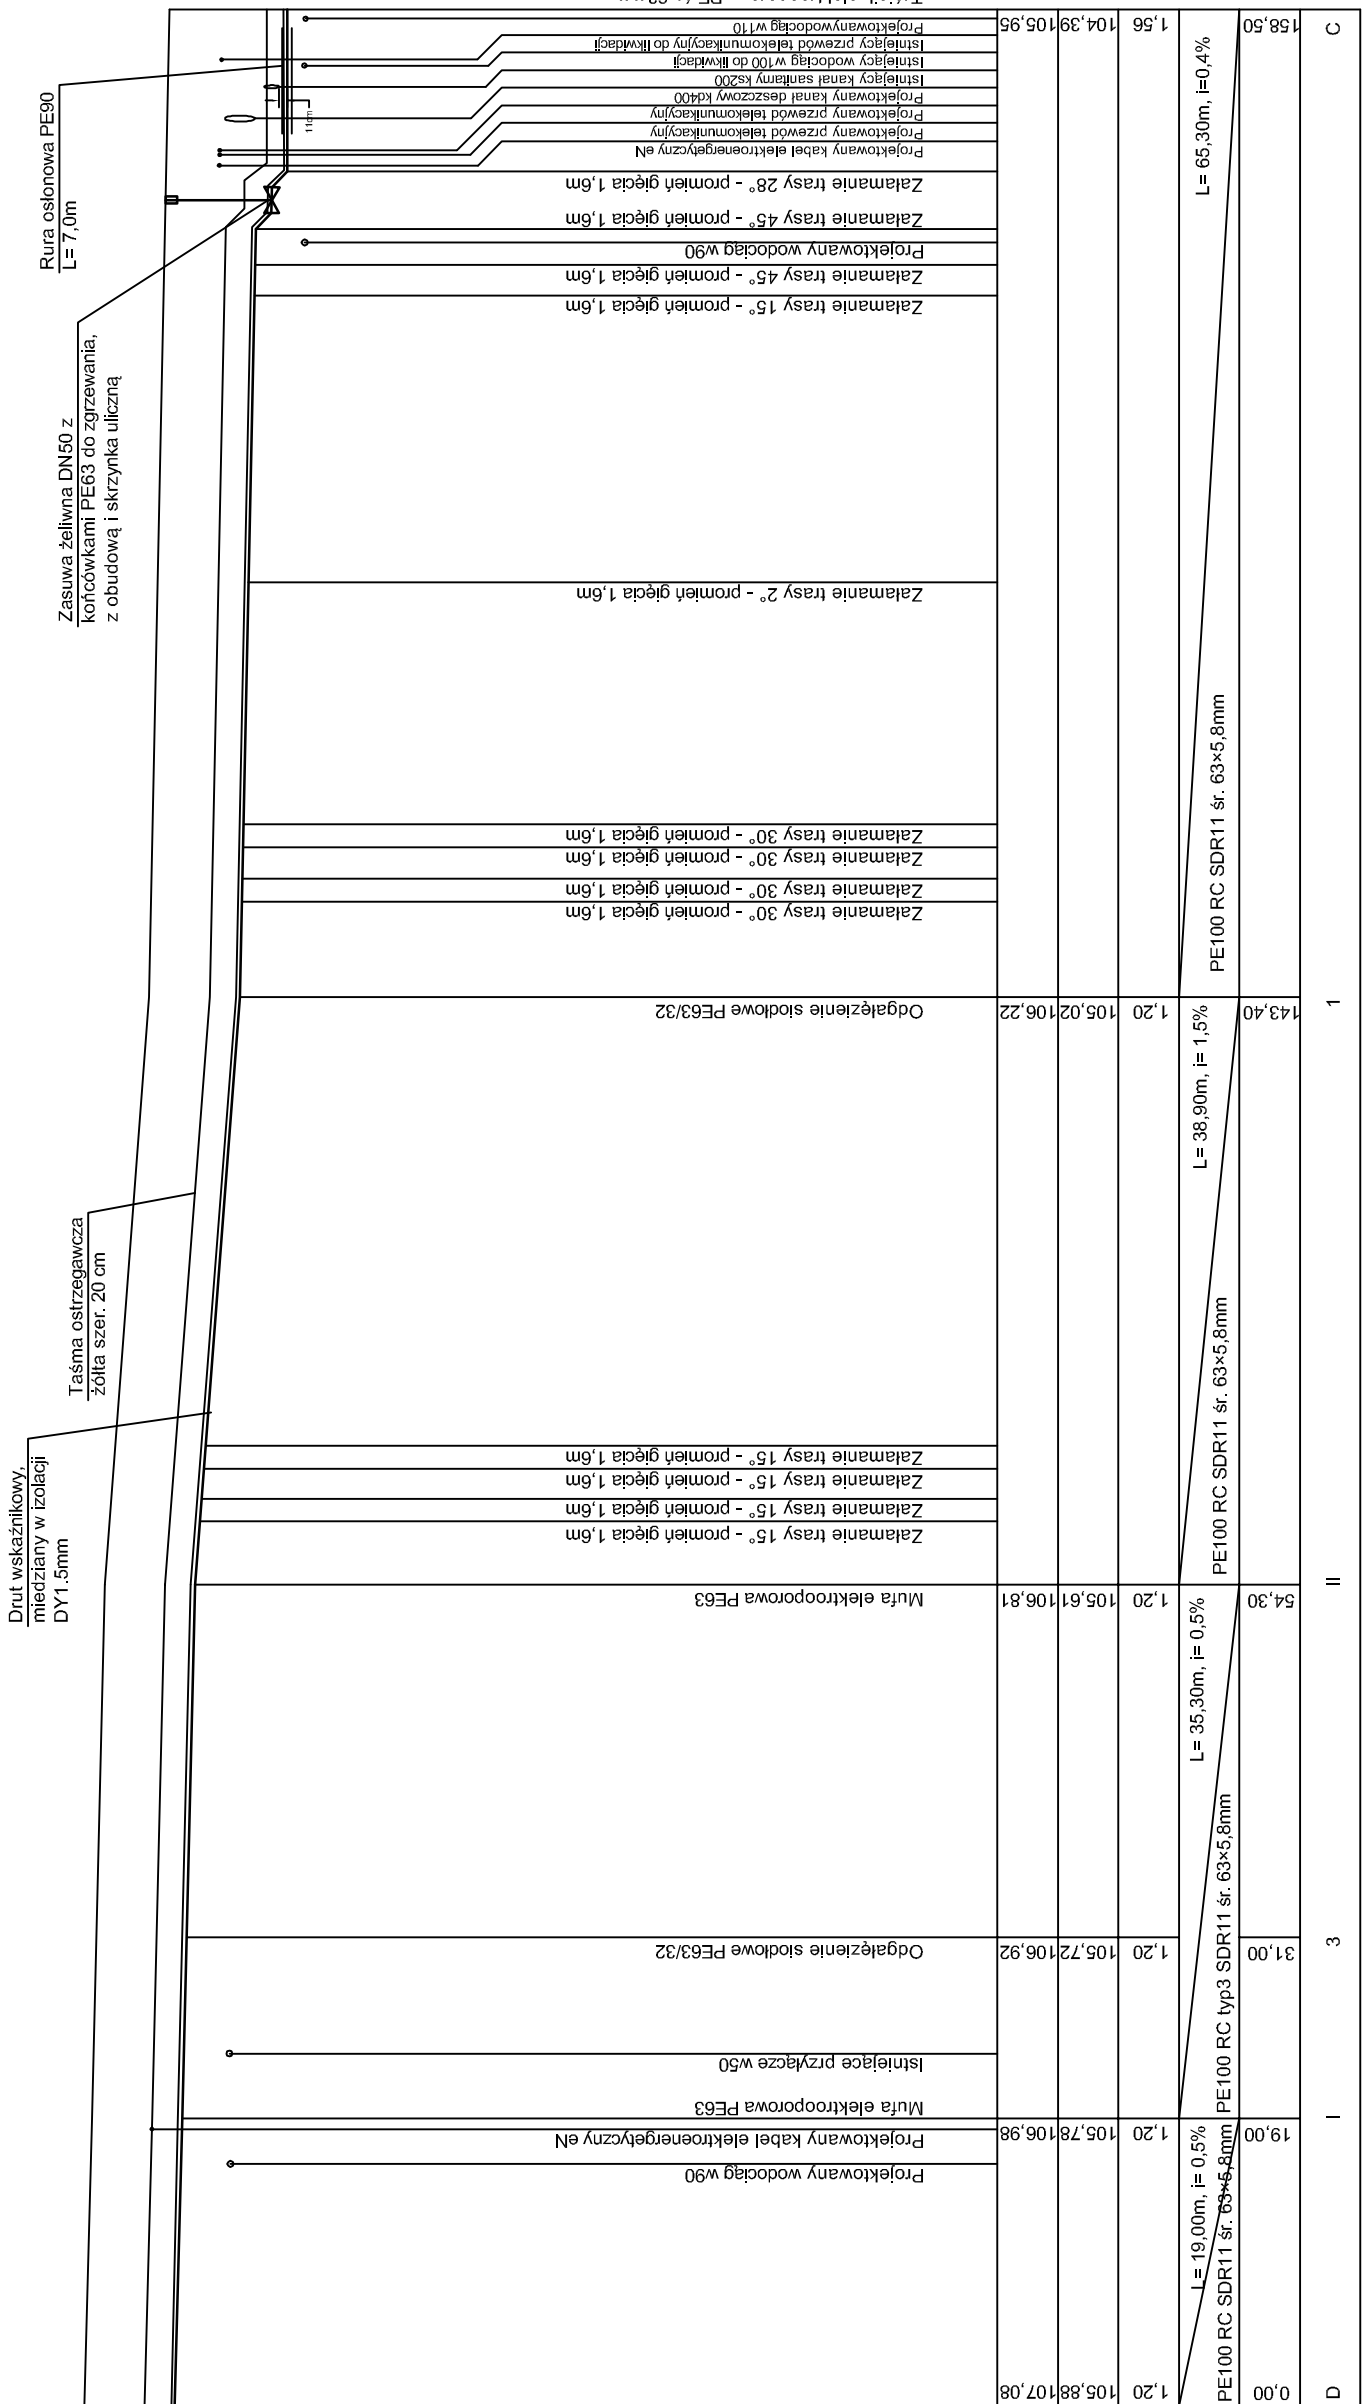 Rura osłonowa PE90
L= 7,0m
Zasuwa żeliwna DN50 z
końcówkami PE63 do zgrzewania,
z obudową i skrzynka uliczną
Taśma ostrzegawcza
żółta szer. 20 cm
Drut wskaźnikowy,
miedziany w izolacji
DY1.5mm
11cm
Projektowanywodociąg w110
Istniejący przewód telekomunikacyjny do likwidacji
Istniejący wodociąg w100 do likwidacji
Istniejący kanał sanitarny ks200
Projektowany kanał deszczowy kd400
Projektowany przewód telekomunikacyjny
Projektowany przewód telekomunikacyjny
Projektowany kabel elektroenergetyczny eN
Załamanie trasy 28° - promień gięcia 1,6m
Załamanie trasy 45° - promień gięcia 1,6m
Projektowany wodociąg w90
Załamanie trasy 45° - promień gięcia 1,6m
Załamanie trasy 15° - promień gięcia 1,6m
Załamanie trasy 2° - promień gięcia 1,6m
Załamanie trasy 30° - promień gięcia 1,6m
Załamanie trasy 30° - promień gięcia 1,6m
Załamanie trasy 30° - promień gięcia 1,6m
Załamanie trasy 30° - promień gięcia 1,6m
Odgałęzienie siodłowe PE63/32
Załamanie trasy 15° - promień gięcia 1,6m
Załamanie trasy 15° - promień gięcia 1,6m
Załamanie trasy 15° - promień gięcia 1,6m
Załamanie trasy 15° - promień gięcia 1,6m
Mufa elektrooporowa PE63
Odgałęzienie siodłowe PE63/32
Istniejące przyłącze w50
Mufa elektrooporowa PE63
Projektowany kabel elektroenergetyczny eN
Projektowany wodociąg w90
105,95 104,39 1,56 158,50 C
L= 65,30m, i=0,4%
PE100 RC SDR11 śr. 63×5,8mm
106,22 105,02 1,20 143,40 1
L= 38,90m, i= 1,5%
PE100 RC SDR11 śr. 63×5,8mm
106,81 105,61 1,20 54,30 II
L= 35,30m, i= 0,5%
PE100 RC typ3 SDR11 śr. 63×5,8mm
106,92 105,72 1,20 31,00 3
106,98 105,78 1,20 19,00 I
L= 19,00m, i= 0,5%
PE100 RC SDR11 śr. 63×5,8mm
107,08 105,88 1,20 0,00 D